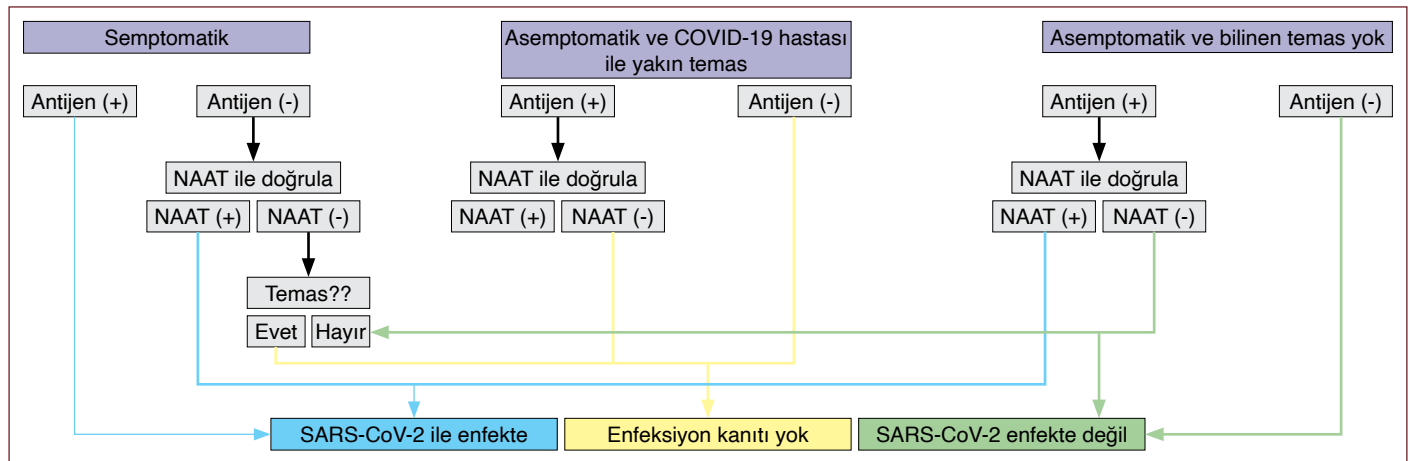 Semptomatik
Asemptomatik ve COVID-19 hastası
ile yakın temas
Asemptomatik ve bilinen temas yok
Antijen (+)
Antijen (-)
Antijen (+)
Antijen (-)
Antijen (+)
Antijen (-)
NAAT ile doğrula
NAAT ile doğrula
NAAT ile doğrula
NAAT (+)
NAAT (-)
NAAT (+)
NAAT (-)
NAAT (+)
NAAT (-)
Temas??
Evet
Hayır
SARS-CoV-2 ile enfekte
Enfeksiyon kanıtı yok
SARS-CoV-2 enfekte değil